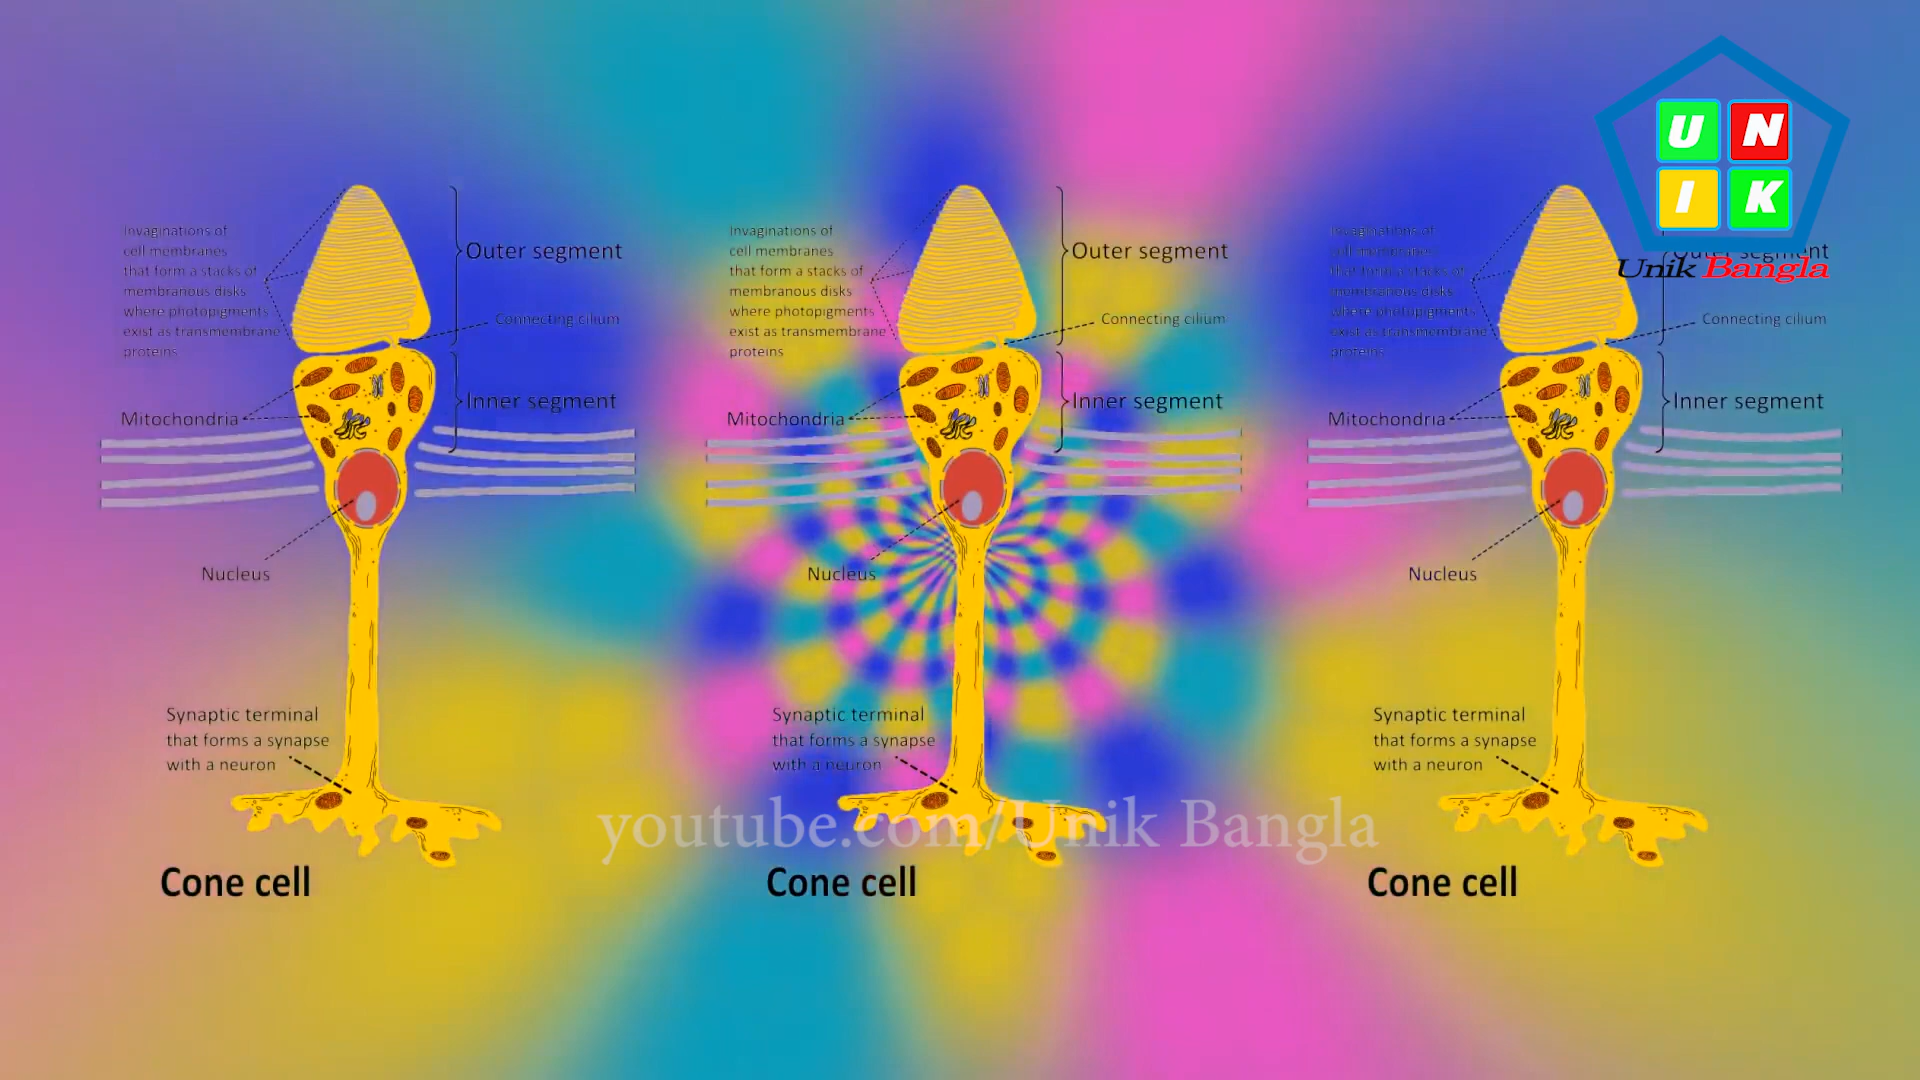 Invaginations of
cell membranes
that form a stacks of
membranous disks
where photopigments
exist as transmembrane
proteins
Outer segment
Connecting cilium
Inner segment
Mitochondria
Nucleus
Synaptic terminal
that forms a synapse
with a neuron
Cone cell
Invaginations of
cell membranes
that form a stacks of
membranous disks
where photopigments
exist as transmembrane
proteins
Outer segment
Connecting cilium
Inner segment
Mitochondria
Nucleus
Synaptic terminal
that forms a synapse
with a neuron
Cone cell
Invaginations of
cell membranes
that form a stacks of
membranous disks
where photopigments
exist as transmembrane
proteins
Outer segment
Connecting cilium
Inner segment
Mitochondria
Nucleus
Synaptic terminal
that forms a synapse
with a neuron
Cone cell
U N
I K
Unik Bangla
youtube.com/Unik Bangla